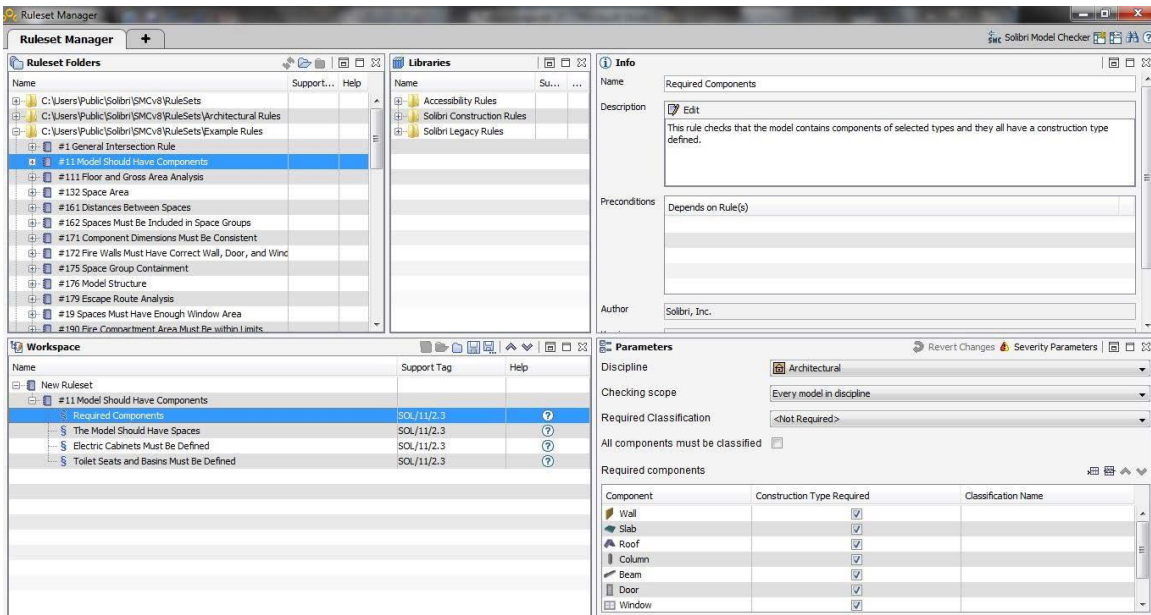 Ruleset Manager
Ruleset Manager
+
Solibri Model Checker
Ruleset Folders
Name Support... Help
C:\Users\Public\Solibri\SMCv8\RuleSets
C:\Users\Public\Solibri\SMCv8\RuleSets\Architectural Rules
C:\Users\Public\Solibri\SMCv8\RuleSets\Example Rules
#1 General Intersection Rule
#11 Model Should Have Components
#111 Floor and Gross Area Analysis
#132 Space Area
#161 Distances Between Spaces
#162 Spaces Must Be Included in Space Groups
#171 Component Dimensions Must Be Consistent
#172 Fire Walls Must Have Correct Wall, Door, and Wind
#175 Space Group Containment
#176 Model Structure
#179 Escape Route Analysis
#19 Spaces Must Have Enough Window Area
#190 Fire Compartment Area Must Be within Limits
Libraries
Name Su... ...
Accessibility Rules
Solibri Construction Rules
Solibri Legacy Rules
Info
Name Required Components
Description Edit
This rule checks that the model contains components of selected types and they all have a construction type
defined.
Preconditions Depends on Rule(s)
Author Solibri, Inc.
Workspace
Name Support Tag Help
New Ruleset
#11 Model Should Have Components
§ Required Components SOL/11/2.3 ?
§ The Model Should Have Spaces SOL/11/2.3 ?
§ Electric Cabinets Must Be Defined SOL/11/2.3 ?
§ Toilet Seats and Basins Must Be Defined SOL/11/2.3 ?
Parameters Revert Changes Severity Parameters
Discipline Architectural
Checking scope Every model in discipline
Required Classification <Not Required>
All components must be classified
Required components
Component Construction Type Required Classification Name
Wall
Slab
Roof
Column
Beam
Door
Window